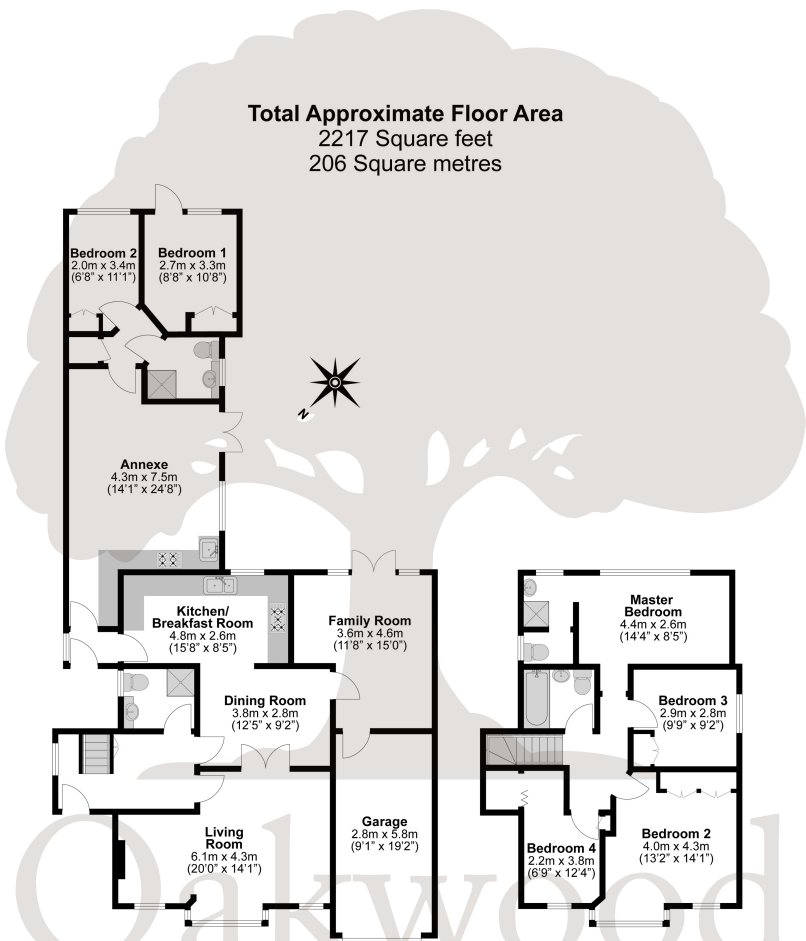 Total Approximate Floor Area
2217 Square feet
206 Square metres
Bedroom 2
2.0m x 3.4m
(6'8" x 11'1")
Bedroom 1
2.7m x 3.3m
(8'8" x 10'8")
N
Annexe
4.3m x 7.5m
(14'1" x 24'8")
Kitchen/
Breakfast Room
4.8m x 2.6m
(15'8" x 8'5")
Family Room
3.6m x 4.6m
(11'8" x 15'0")
Master
Bedroom
4.4m x 2.6m
(14'4" x 8'5")
Dining Room
3.8m x 2.8m
(12'5" x 9'2")
Bedroom 3
2.9m x 2.8m
(9'9" x 9'2")
Living
Room
6.1m x 4.3m
(20'0" x 14'1")
Garage
2.8m x 5.8m
(9'1" x 19'2")
Bedroom 4
2.2m x 3.8m
(6'9" x 12'4")
Bedroom 2
4.0m x 4.3m
(13'2" x 14'1")
Oakwood